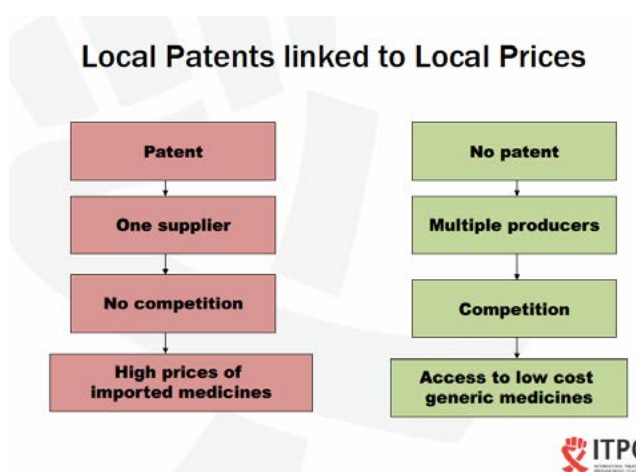 Local Patents linked to Local Prices
Patent
One supplier
No competition
High prices of
imported medicines
No patent
Multiple producers
Competition
Access to low cost
generic medicines
ITPC